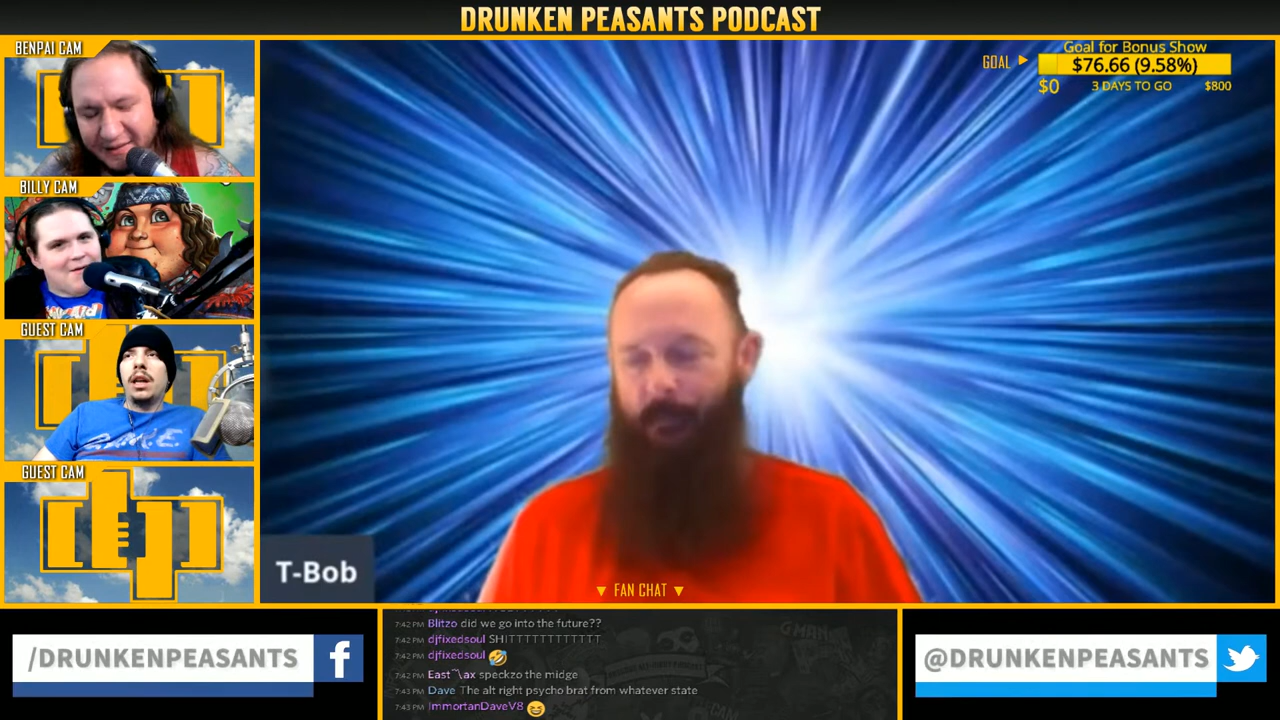 DRUNKEN PEASANTS PODCAST
BENPAI CAM
BILLY CAM
GUEST CAM
GUEST CAM
GOAL ▶
Goal for Bonus Show
$76.66 (9.58%)
$0 3 DAYS TO GO $800
T-Bob
▼ FAN CHAT ▼
7:42 PM Blitzo did we go into the future??
7:42 PM djfixedsoul SHITTTTTTTTTTTT
7:42 PM djfixedsoul 🤣
7:42 PM East~\ax speckzo the midge
7:43 PM Dave The alt right psycho brat from whatever state
7:43 PM ImmortanDaveV8 😆
/DRUNKENPEASANTS
@DRUNKENPEASANTS